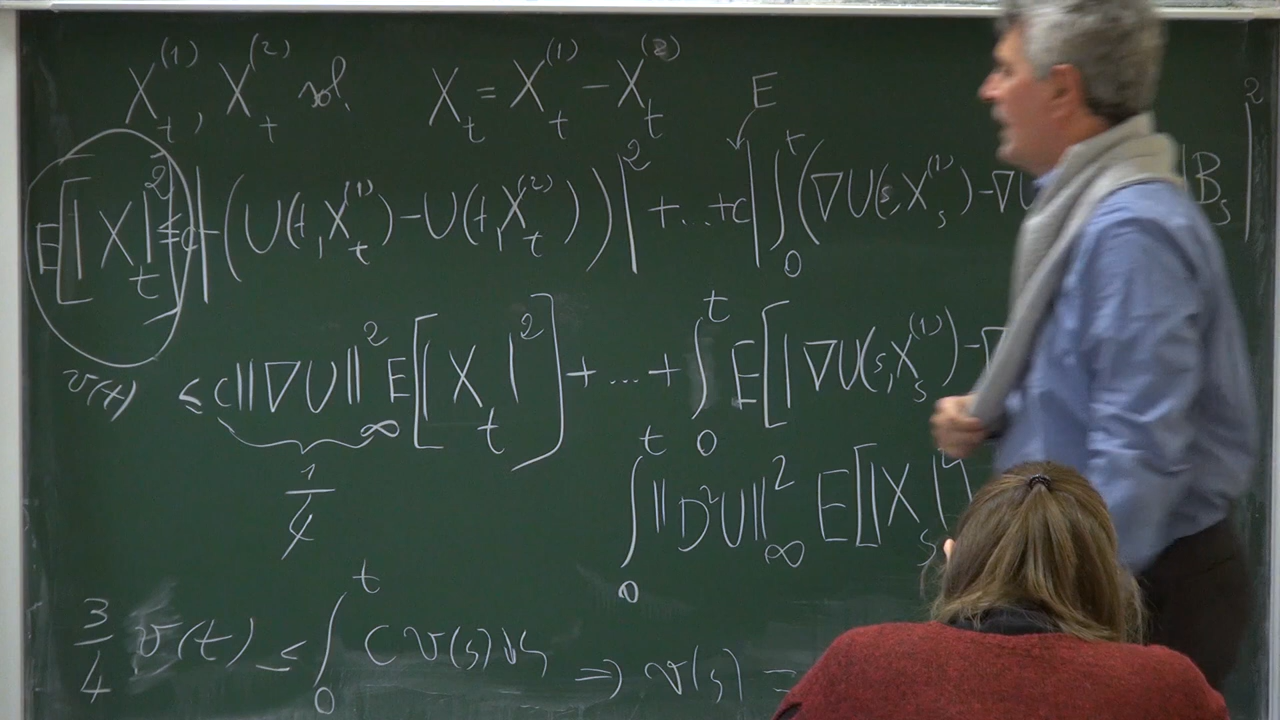 X_t^(1), X_t^(2) sol. X_t = X_t^(1) − X_t^(2)
E
E[|X_t|^2] ≤ c|−(U(t,X_t^(1)) − U(t,X_t^(2)))|^2 + ... + c|∫_0^t (∇U(s,X_s^(1)) − ∇U B_s|^2
v(t) ≤ c||∇U||_∞^2 E[|X_t|^2] + ... + ∫_0^t E[|∇U(s,X_s^(1)) − ∇
1/4
∫_0^t ||D^2U||_∞^2 E[|X_s|
3/4 v(t) ≤ ∫_0^t C v(s) ds ⇒ v(s) =